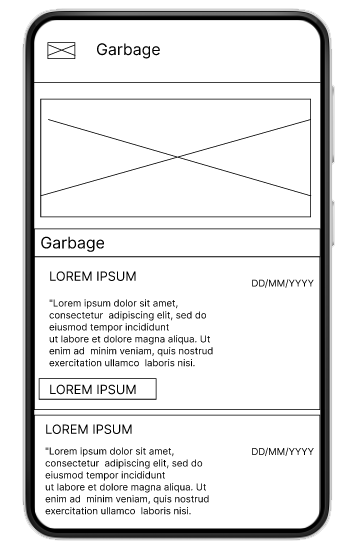 Garbage
Garbage
LOREM IPSUM
DD/MM/YYYY
"Lorem ipsum dolor sit amet,
consectetur  adipiscing elit, sed do
eiusmod tempor incididunt
ut labore et dolore magna aliqua. Ut
enim ad  minim veniam, quis nostrud
exercitation ullamco  laboris nisi.
LOREM IPSUM
LOREM IPSUM
DD/MM/YYYY
"Lorem ipsum dolor sit amet,
consectetur  adipiscing elit, sed do
eiusmod tempor incididunt
ut labore et dolore magna aliqua. Ut
enim ad  minim veniam, quis nostrud
exercitation ullamco  laboris nisi.